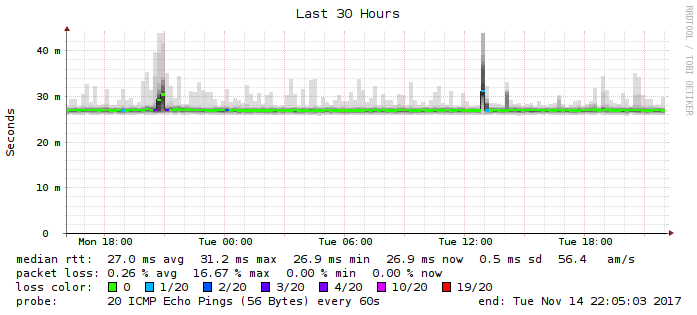 Last 30 Hours
RRDTOOL / TOBI OETIKER
Seconds
40 m
30 m
20 m
10 m
0
Mon 18:00 Tue 00:00 Tue 06:00 Tue 12:00 Tue 18:00
median rtt: 27.0 ms avg 31.2 ms max 26.9 ms min 26.9 ms now 0.5 ms sd 56.4 am/s
packet loss: 0.26 % avg 16.67 % max 0.00 % min 0.00 % now
loss color: 0 1/20 2/20 3/20 4/20 10/20 19/20
probe: 20 ICMP Echo Pings (56 Bytes) every 60s end: Tue Nov 14 22:05:03 2017